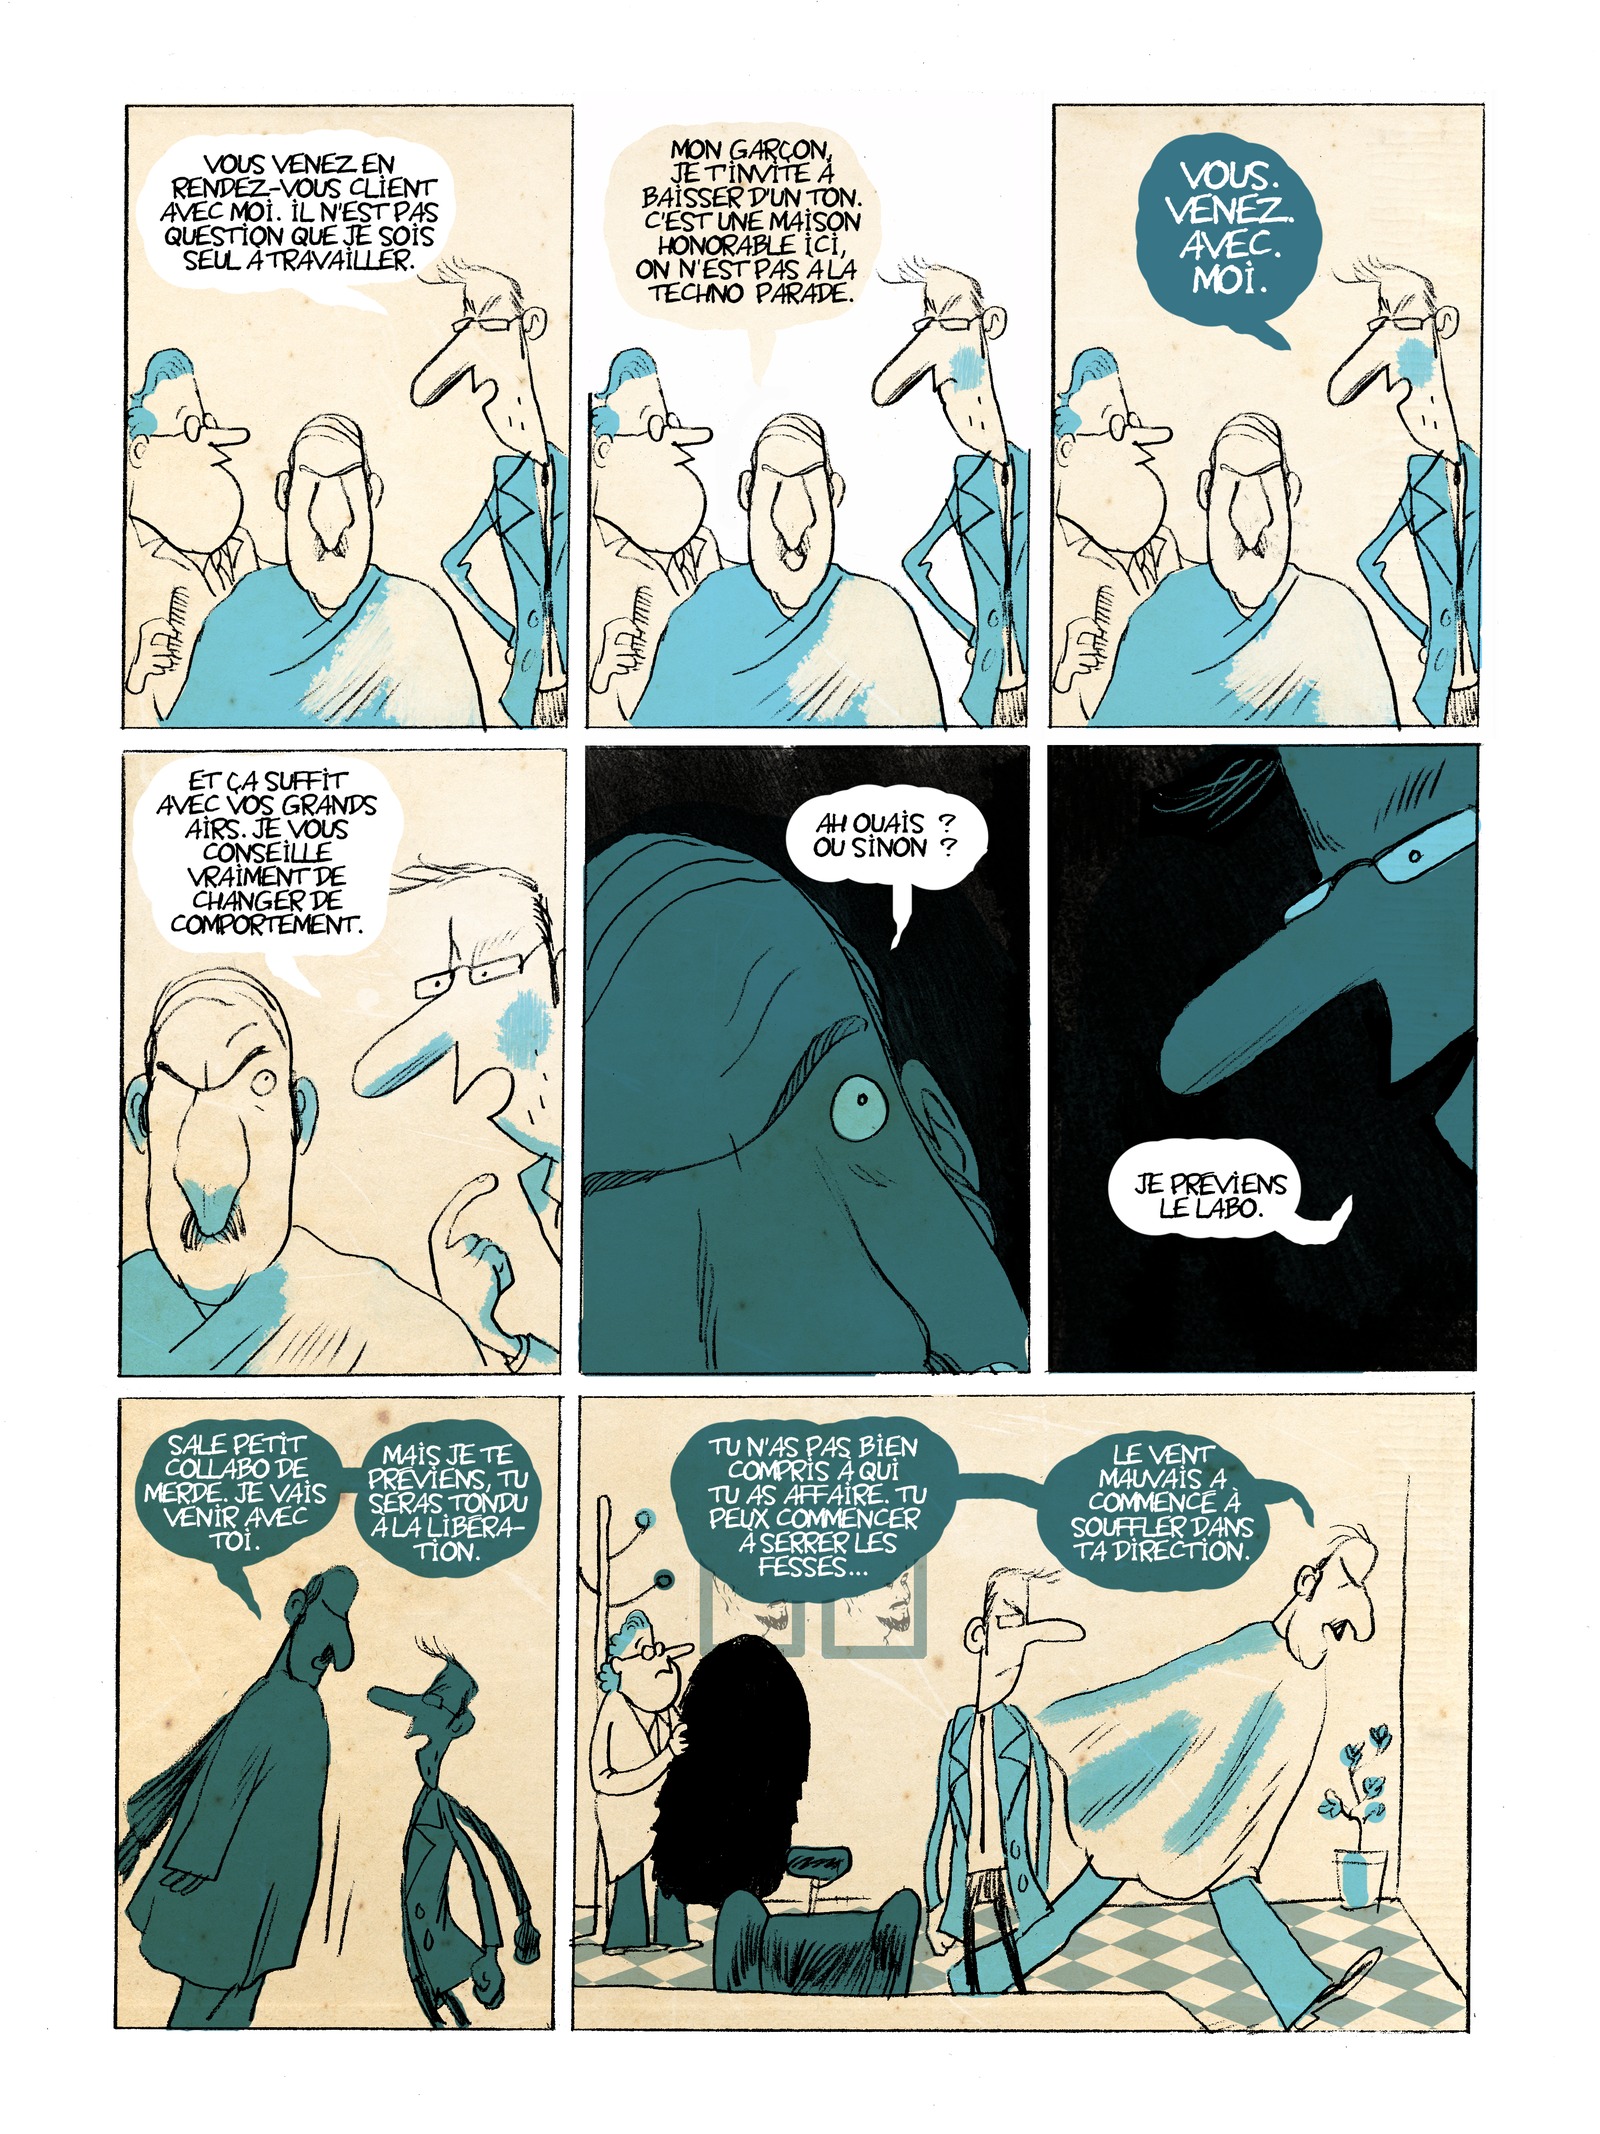 VOUS VENEZ EN
RENDEZ-VOUS CLIENT
AVEC MOI. IL N'EST PAS
QUESTION QUE JE SOIS
SEUL A TRAVAILLER.
MON GARÇON,
JE T'INVITE À
BAISSER D'UN TON.
C'EST UNE MAISON
HONORABLE ICI,
ON N'EST PAS A LA
TECHNO PARADE.
VOUS.
VENEZ.
AVEC.
MOI.
ET ÇA SUFFIT
AVEC VOS GRANDS
AIRS. JE VOUS
CONSEILLE
VRAIMENT DE
CHANGER DE
COMPORTEMENT.
AH OUAIS ?
OU SINON ?
JE PRÉVIENS
LE LABO.
SALE PETIT
COLLABO DE
MERDE. JE VAIS
VENIR AVEC
TOI.
MAIS JE TE
PRÉVIENS, TU
SERAS TONDU
A LA LIBÉRA-
TION.
TU N'AS PAS BIEN
COMPRIS À QUI
TU AS AFFAIRE. TU
PEUX COMMENCER
À SERRER LES
FESSES...
LE VENT
MAUVAIS A
COMMENCÉ À
SOUFFLER DANS
TA DIRECTION.